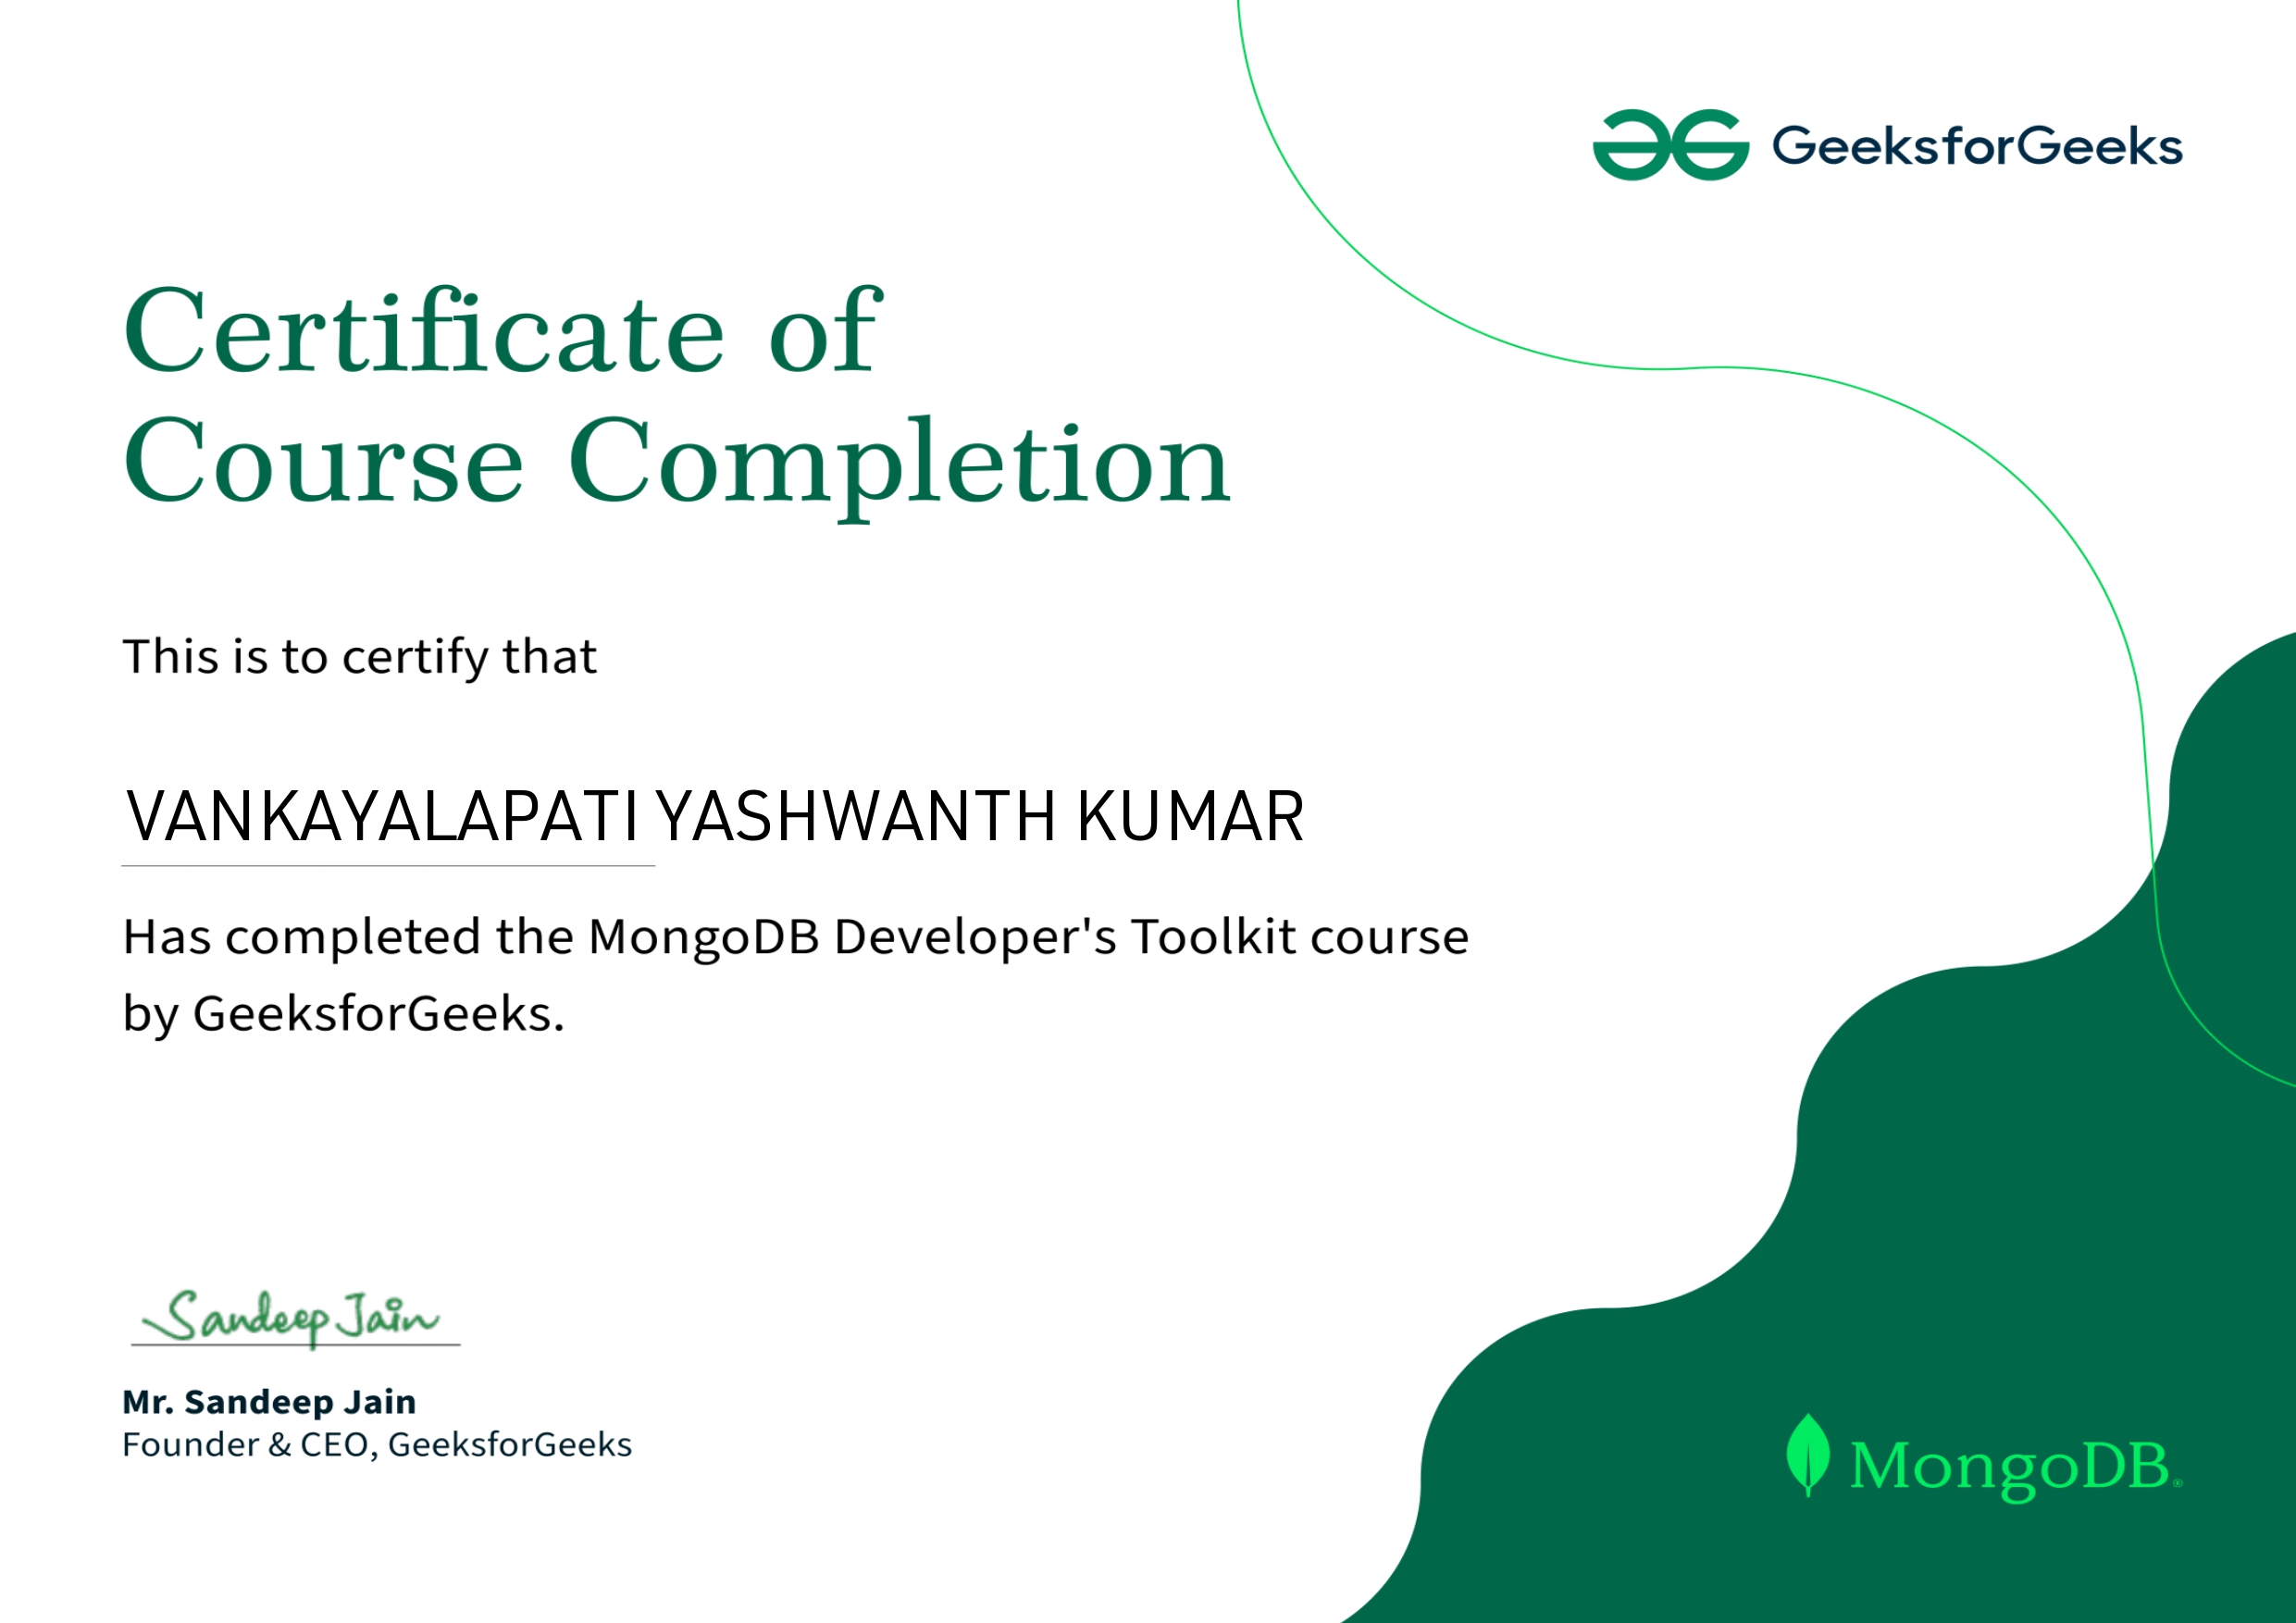 GeeksforGeeks
Certificate of
Course Completion
This is to certify that
VANKAYALAPATI YASHWANTH KUMAR
Has completed the MongoDB Developer's Toolkit course
by GeeksforGeeks.
Sandeep Jain
Mr. Sandeep Jain
Founder & CEO, GeeksforGeeks
MongoDB®